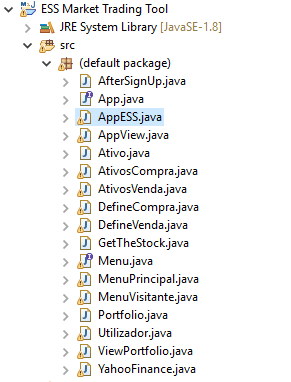 ESS Market Trading Tool
JRE System Library [JavaSE-1.8]
src
(default package)
AfterSignUp.java
App.java
AppESS.java
AppView.java
Ativo.java
AtivosCompra.java
AtivosVenda.java
DefineCompra.java
DefineVenda.java
GetTheStock.java
Menu.java
MenuPrincipal.java
MenuVisitante.java
Portfolio.java
Utilizador.java
ViewPortfolio.java
YahooFinance.java